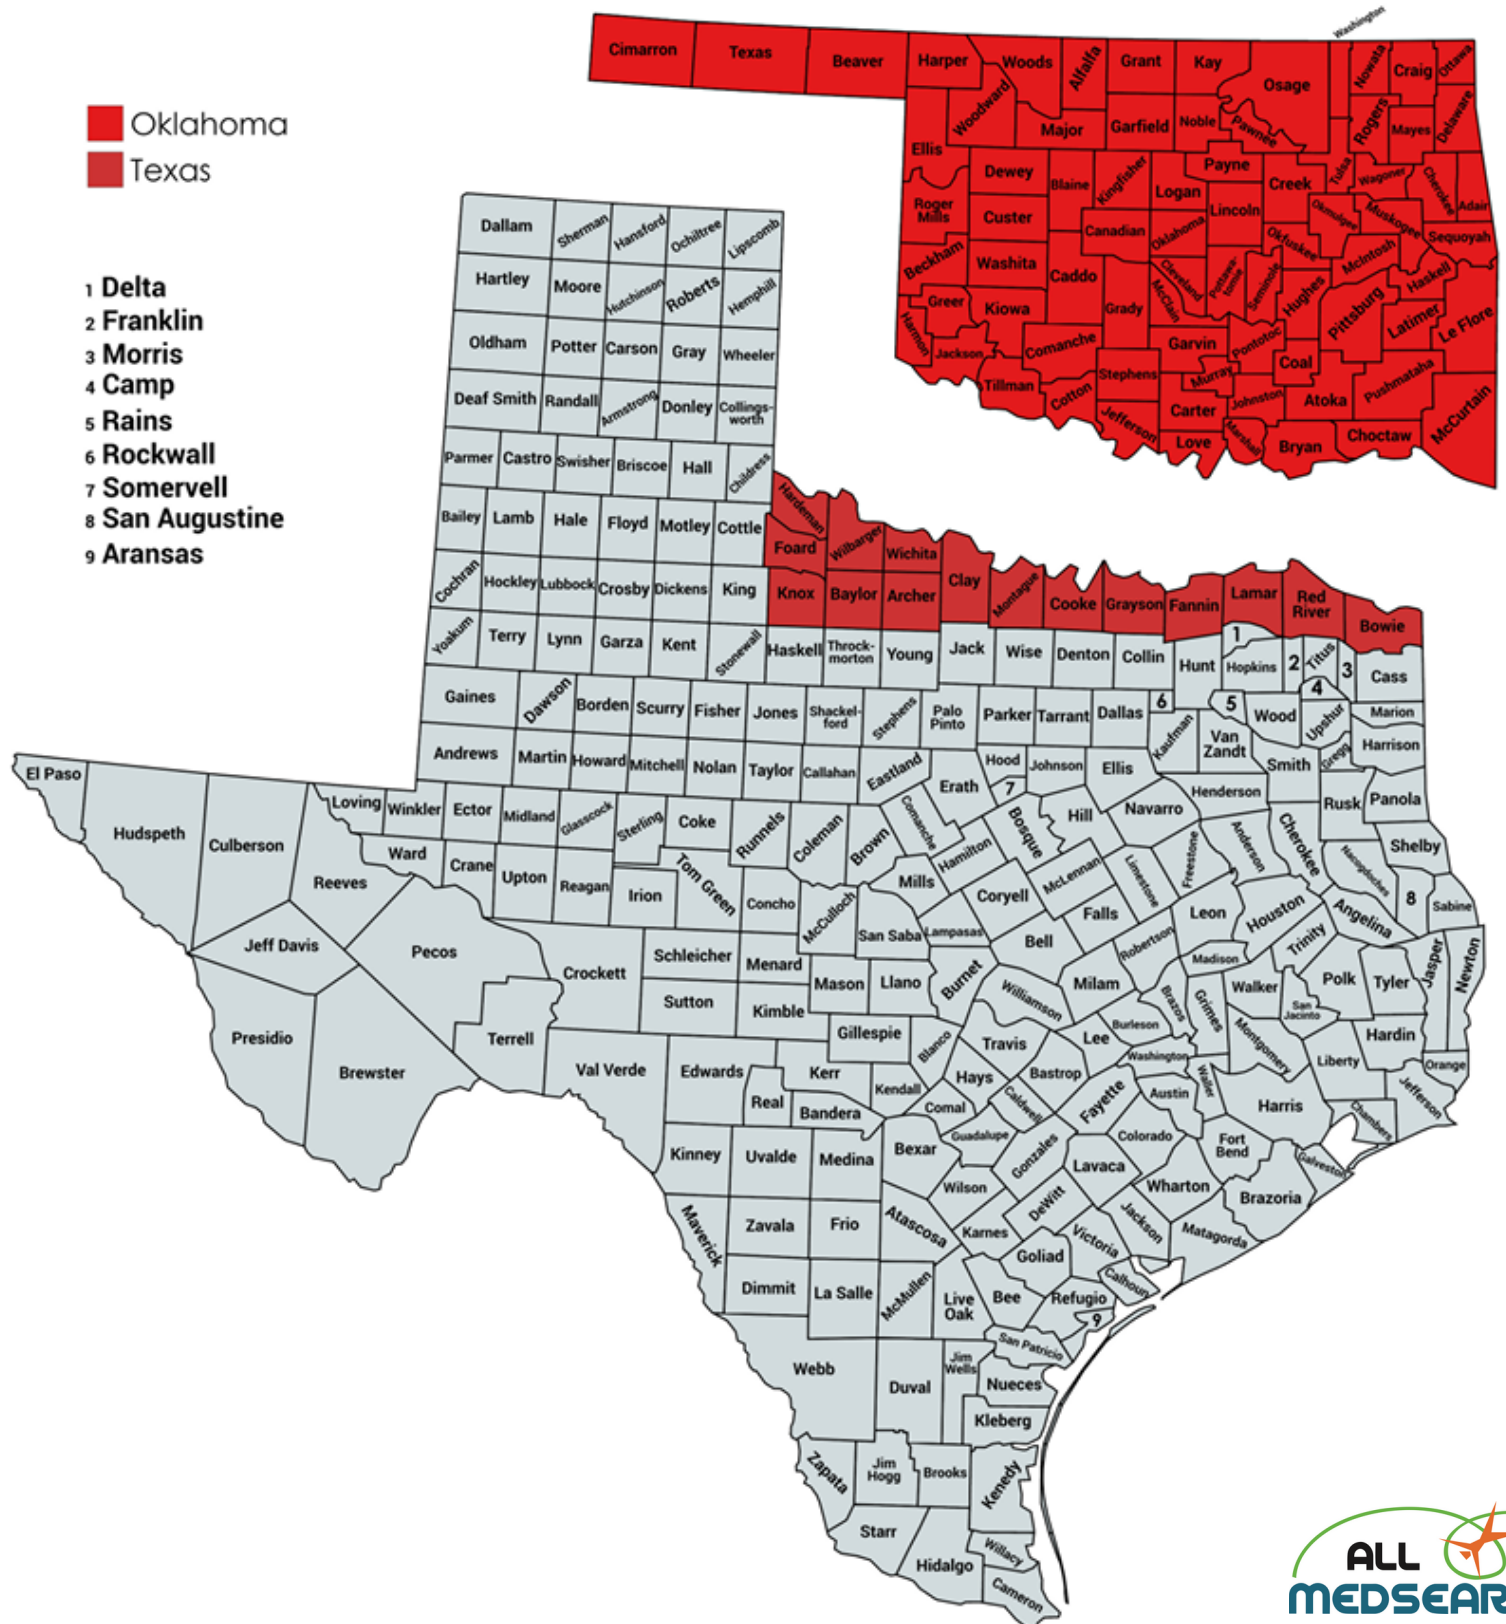 Washington
Cimarron Texas Beaver Harper Woods Alfalfa Grant Kay Osage Nowata Craig Ottawa
Woodward Major Garfield Noble Pawnee Rogers Mayes Delaware
Ellis Dewey Blaine Kingfisher Logan Payne Creek Tulsa Wagoner Cherokee Adair
Roger
Mills Custer Canadian Oklahoma Lincoln Okmulgee Muskogee Sequoyah
Okfuskee McIntosh
Beckham Washita Caddo Cleveland Pottawa-
tomie Seminole Hughes Haskell
Greer Kiowa Grady McClain Pittsburg Latimer Le Flore
Harmon Jackson Comanche Garvin Pontotoc Coal
Tillman Cotton Stephens Murray Johnston Atoka Pushmataha McCurtain
Jefferson Carter Love Marshall Bryan Choctaw
Oklahoma
Texas
1 Delta
2 Franklin
3 Morris
4 Camp
5 Rains
6 Rockwall
7 Somervell
8 San Augustine
9 Aransas
Dallam Sherman Hansford Ochiltree Lipscomb
Hartley Moore Hutchinson Roberts Hemphill
Oldham Potter Carson Gray Wheeler
Deaf Smith Randall Armstrong Donley Collings-
worth
Parmer Castro Swisher Briscoe Hall Childress
Hardeman
Bailey Lamb Hale Floyd Motley Cottle Foard Wilbarger Wichita
Cochran Hockley Lubbock Crosby Dickens King Knox Baylor Archer Clay Montague Cooke Grayson Fannin Lamar Red
River Bowie
Yoakum Terry Lynn Garza Kent Stonewall Haskell Throck-
morton Young Jack Wise Denton Collin Hunt 1 Hopkins 2 Titus 3 Cass
Gaines Dawson Borden Scurry Fisher Jones Shackel-
ford Stephens Palo
Pinto Parker Tarrant Dallas 6 5 Wood 4 Upshur Marion
Kaufman Van
Zandt Gregg Harrison
Andrews Martin Howard Mitchell Nolan Taylor Callahan Eastland Erath Hood Johnson Ellis Smith
El Paso Loving Winkler Ector Midland Glasscock Sterling Coke Runnels Coleman Brown Comanche 7 Hill Navarro Henderson Rusk Panola
Hudspeth Culberson Ward Crane Upton Reagan Irion Tom Green Concho Mills Hamilton Bosque McLennan Limestone Freestone Anderson Cherokee Nacogdoches Shelby
Reeves McCulloch San Saba Lampasas Coryell Falls Leon Houston Angelina 8 Sabine
Jeff Davis Pecos Crockett Schleicher Menard Mason Llano Burnet Bell Milam Robertson Madison Trinity Polk Tyler Jasper Newton
Presidio Brewster Terrell Sutton Kimble Gillespie Blanco Williamson Travis Lee Burleson Brazos Grimes Walker San
Jacinto Montgomery Liberty Hardin Orange
Val Verde Edwards Kerr Kendall Hays Bastrop Washington Austin Waller Harris Jefferson
Real Bandera Comal Caldwell Fayette Chambers
Kinney Uvalde Medina Bexar Guadalupe Gonzales Lavaca Colorado Fort
Bend Galveston
Wilson DeWitt Wharton Brazoria
Maverick Zavala Frio Atascosa Karnes Goliad Victoria Jackson Matagorda
Dimmit La Salle McMullen Live
Oak Bee Refugio Calhoun
9
San Patricio
Webb Duval Jim
Wells Nueces
Kleberg
Zapata Jim
Hogg Brooks Kenedy
Starr Hidalgo Willacy
Cameron
ALL
MEDSEAR